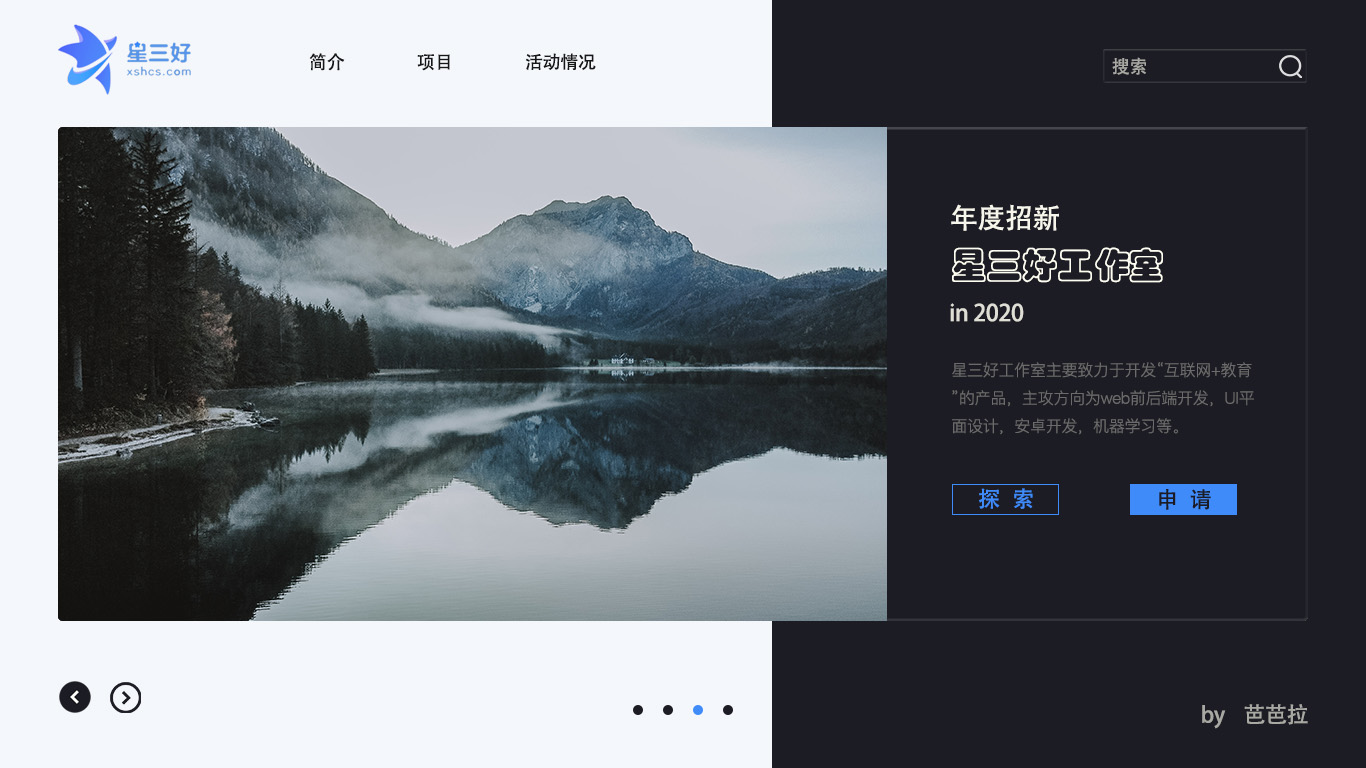 星三好
xshcs.com
简介
项目
活动情况
搜索
年度招新
星三好工作室
in 2020
星三好工作室主要致力于开发“互联网+教育
”的产品，主攻方向为web前后端开发，UI平
面设计，安卓开发，机器学习等。
探 索
申 请
by 芭芭拉